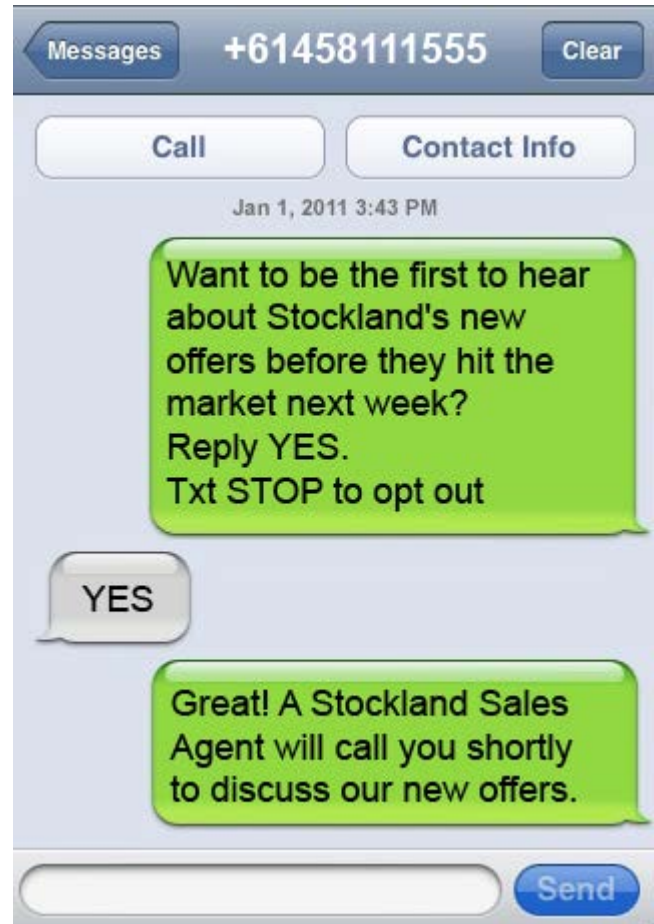 Messages +61458111555 Clear
Call Contact Info
Jan 1, 2011 3:43 PM
Want to be the first to hear
about Stockland's new
offers before they hit the
market next week?
Reply YES.
Txt STOP to opt out
YES
Great! A Stockland Sales
Agent will call you shortly
to discuss our new offers.
Send